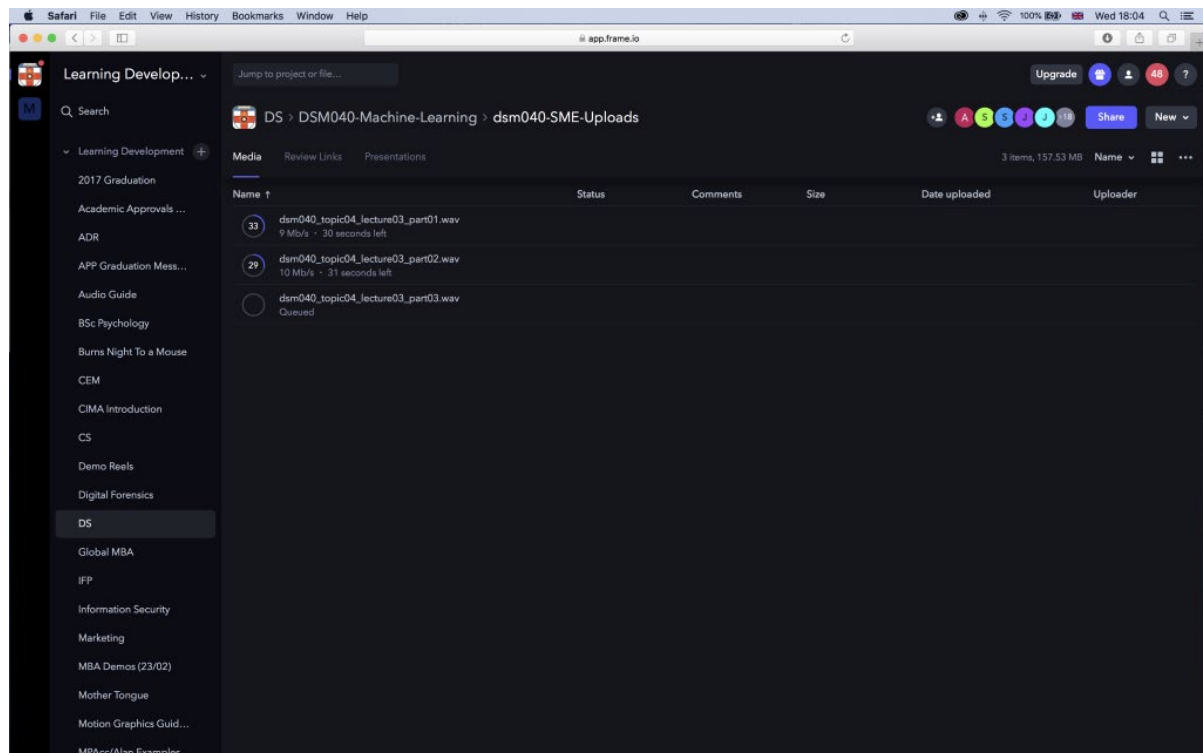 Safari File Edit View History Bookmarks Window Help 100% Wed 18:04
app.frame.io
Learning Develop... Jump to project or file... Upgrade 48 ?
M
Search
DS > DSM040-Machine-Learning > dsm040-SME-Uploads A S S J J +18 Share New
Learning Development +
Media Review Links Presentations 3 items, 157.53 MB Name
2017 Graduation
Name ↑ Status Comments Size Date uploaded Uploader
Academic Approvals ...
33 dsm040_topic04_lecture03_part01.wav
9 Mb/s · 30 seconds left
ADR
29 dsm040_topic04_lecture03_part02.wav
10 Mb/s · 31 seconds left
APP Graduation Mess...
dsm040_topic04_lecture03_part03.wav
Queued
Audio Guide
BSc Psychology
Burns Night To a Mouse
CEM
CIMA Introduction
CS
Demo Reels
Digital Forensics
DS
Global MBA
IFP
Information Security
Marketing
MBA Demos (23/02)
Mother Tongue
Motion Graphics Guid...
MPAcc/Alan Examples